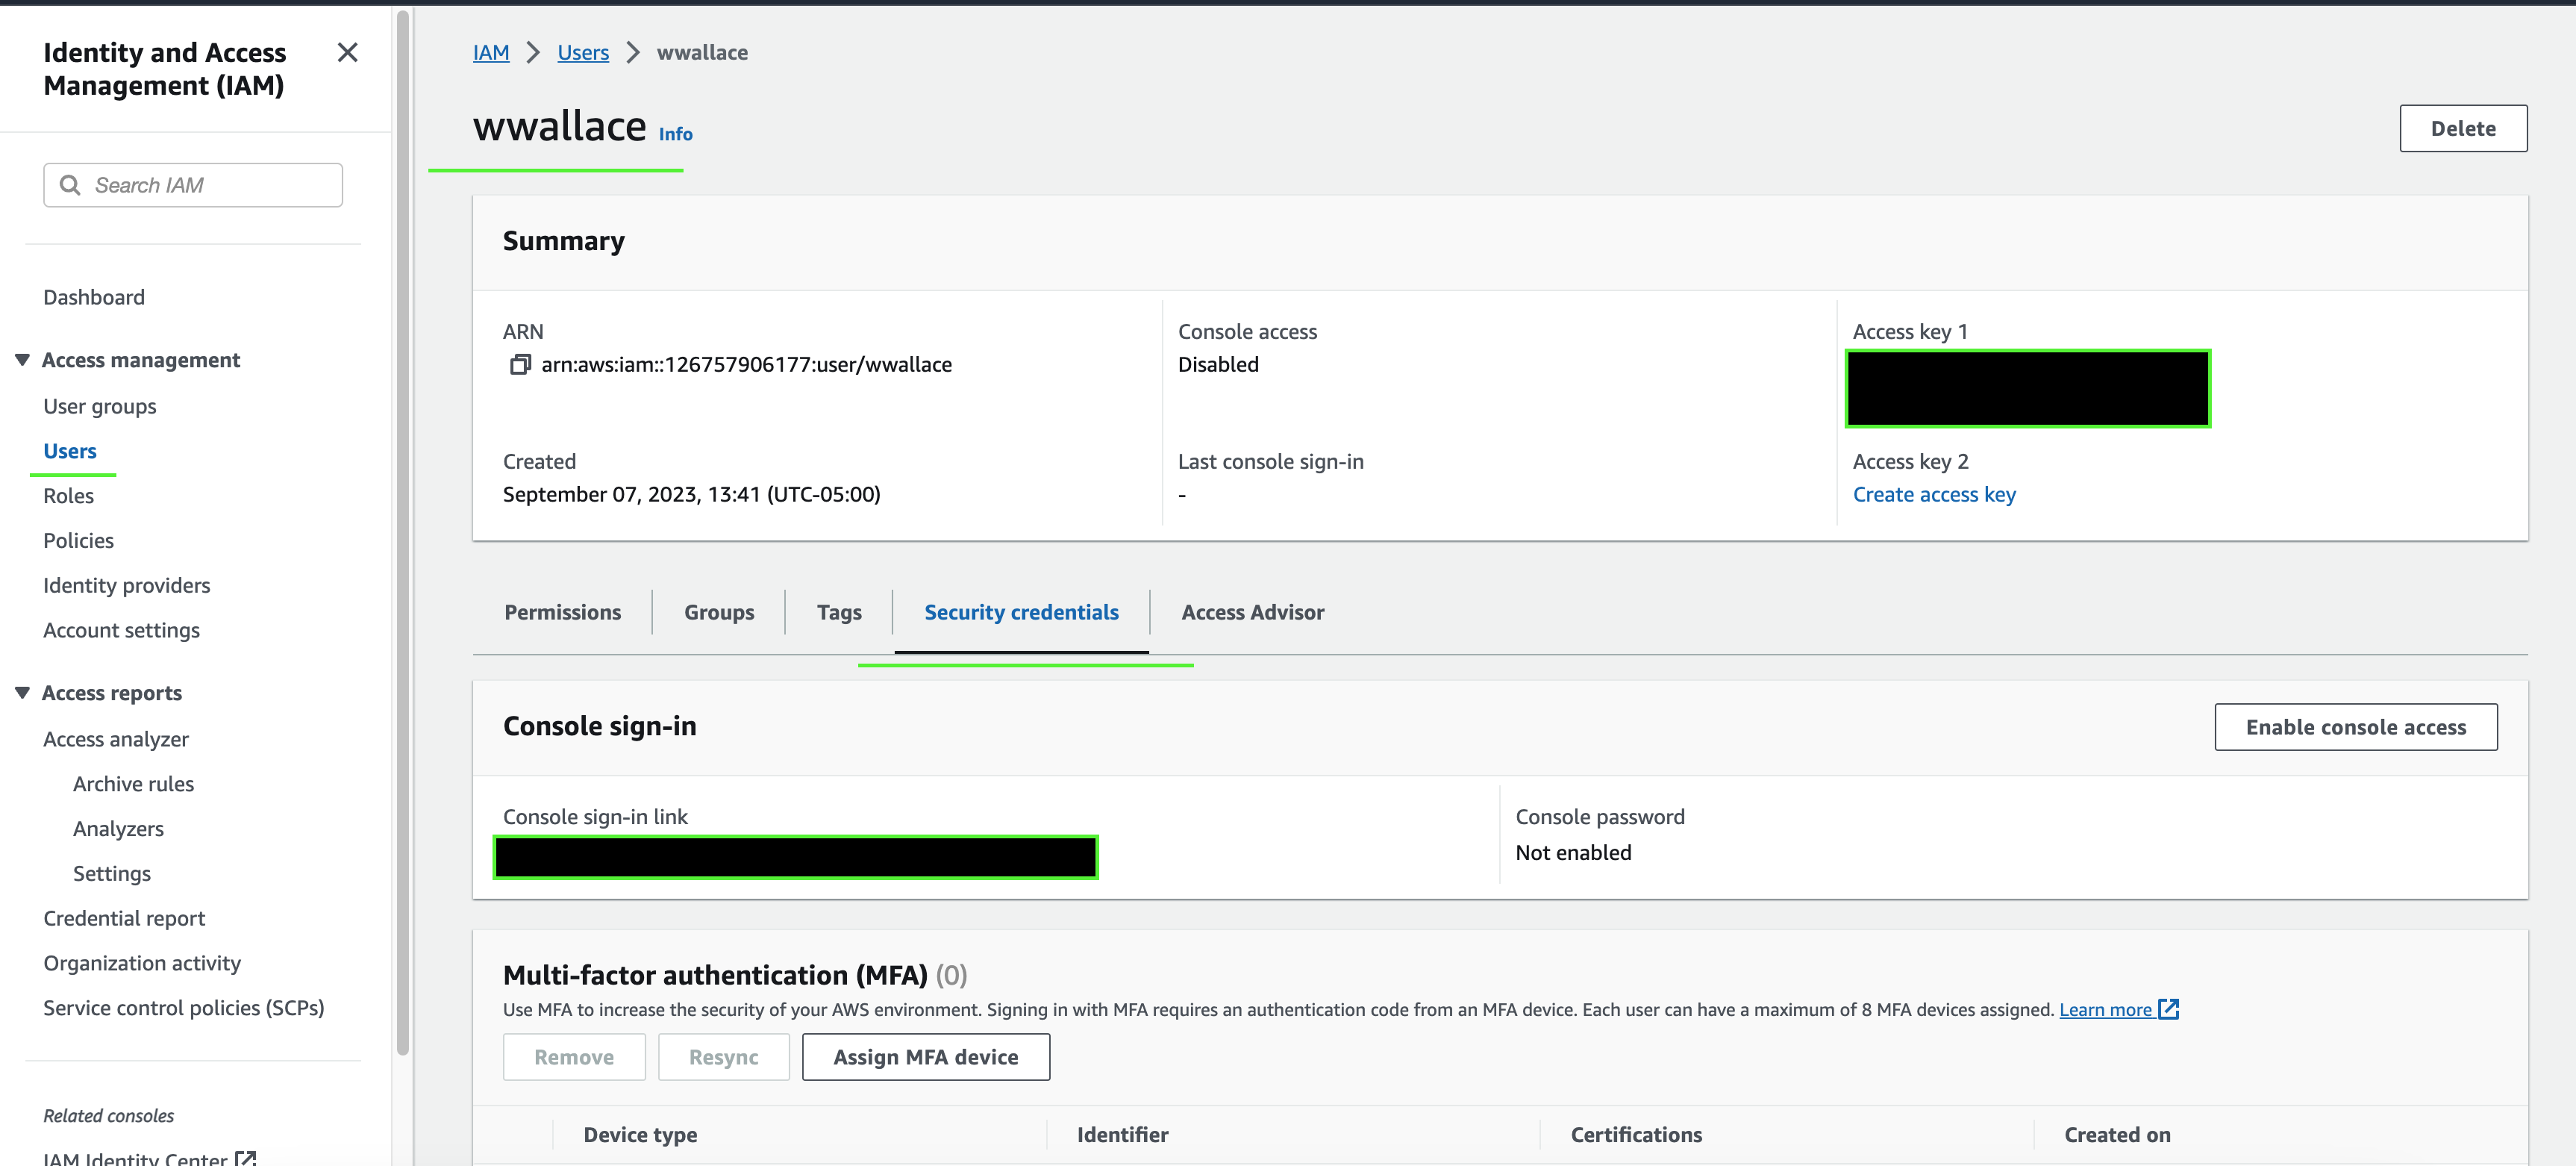 Identity and Access
Management (IAM)
Search IAM
Dashboard
Access management
User groups
Users
Roles
Policies
Identity providers
Account settings
Access reports
Access analyzer
Archive rules
Analyzers
Settings
Credential report
Organization activity
Service control policies (SCPs)
Related consoles
IAM Identity Center
IAM > Users > wwallace
wwallace Info
Delete
Summary
ARN
arn:aws:iam::126757906177:user/wwallace
Created
September 07, 2023, 13:41 (UTC-05:00)
Console access
Disabled
Last console sign-in
-
Access key 1
Access key 2
Create access key
Permissions
Groups
Tags
Security credentials
Access Advisor
Console sign-in
Enable console access
Console sign-in link
Console password
Not enabled
Multi-factor authentication (MFA) (0)
Use MFA to increase the security of your AWS environment. Signing in with MFA requires an authentication code from an MFA device. Each user can have a maximum of 8 MFA devices assigned. Learn more
Remove
Resync
Assign MFA device
Device type
Identifier
Certifications
Created on